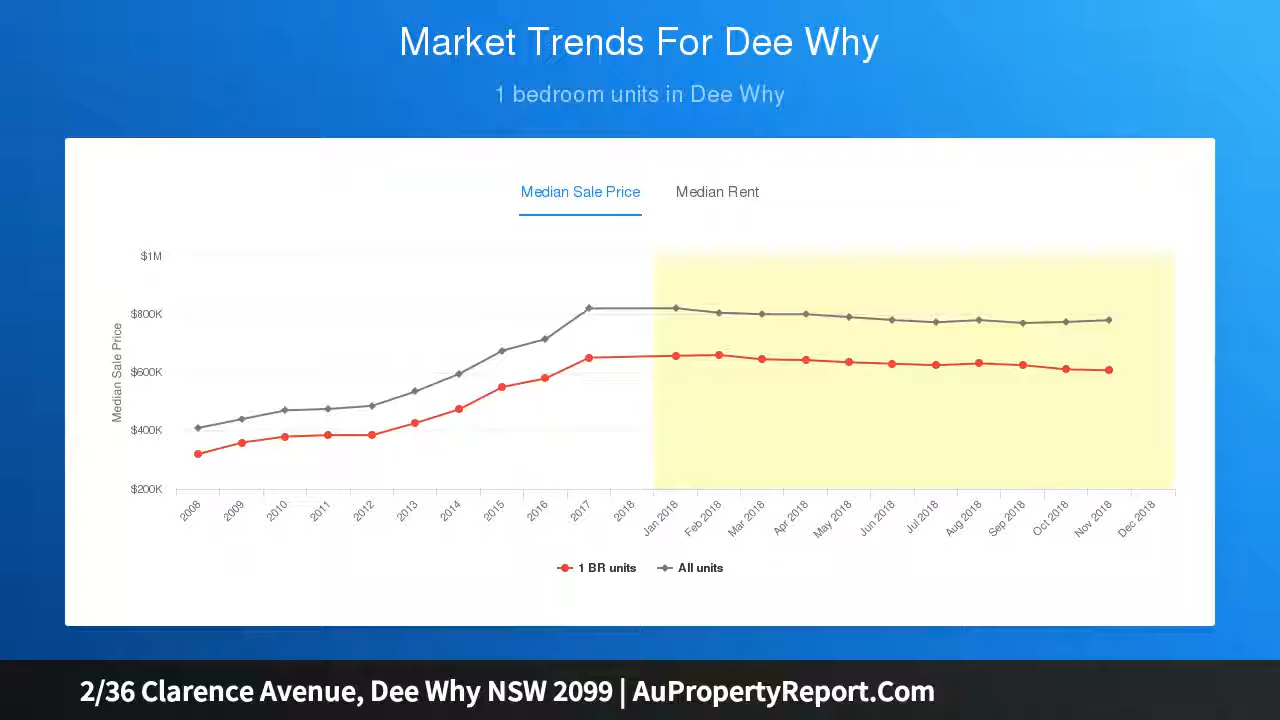 Market Trends For Dee Why
1 bedroom units in Dee Why
Median Sale Price Median Rent
$1M
$800K
$600K
$400K
$200K
Median Sale Price
2008 2009 2010 2011 2012 2013 2014 2015 2016 2017 2018 Jan 2018 Feb 2018 Mar 2018 Apr 2018 May 2018 Jun 2018 Jul 2018 Aug 2018 Sep 2018 Oct 2018 Nov 2018 Dec 2018
1 BR units All units
2/36 Clarence Avenue, Dee Why NSW 2099 | AuPropertyReport.Com